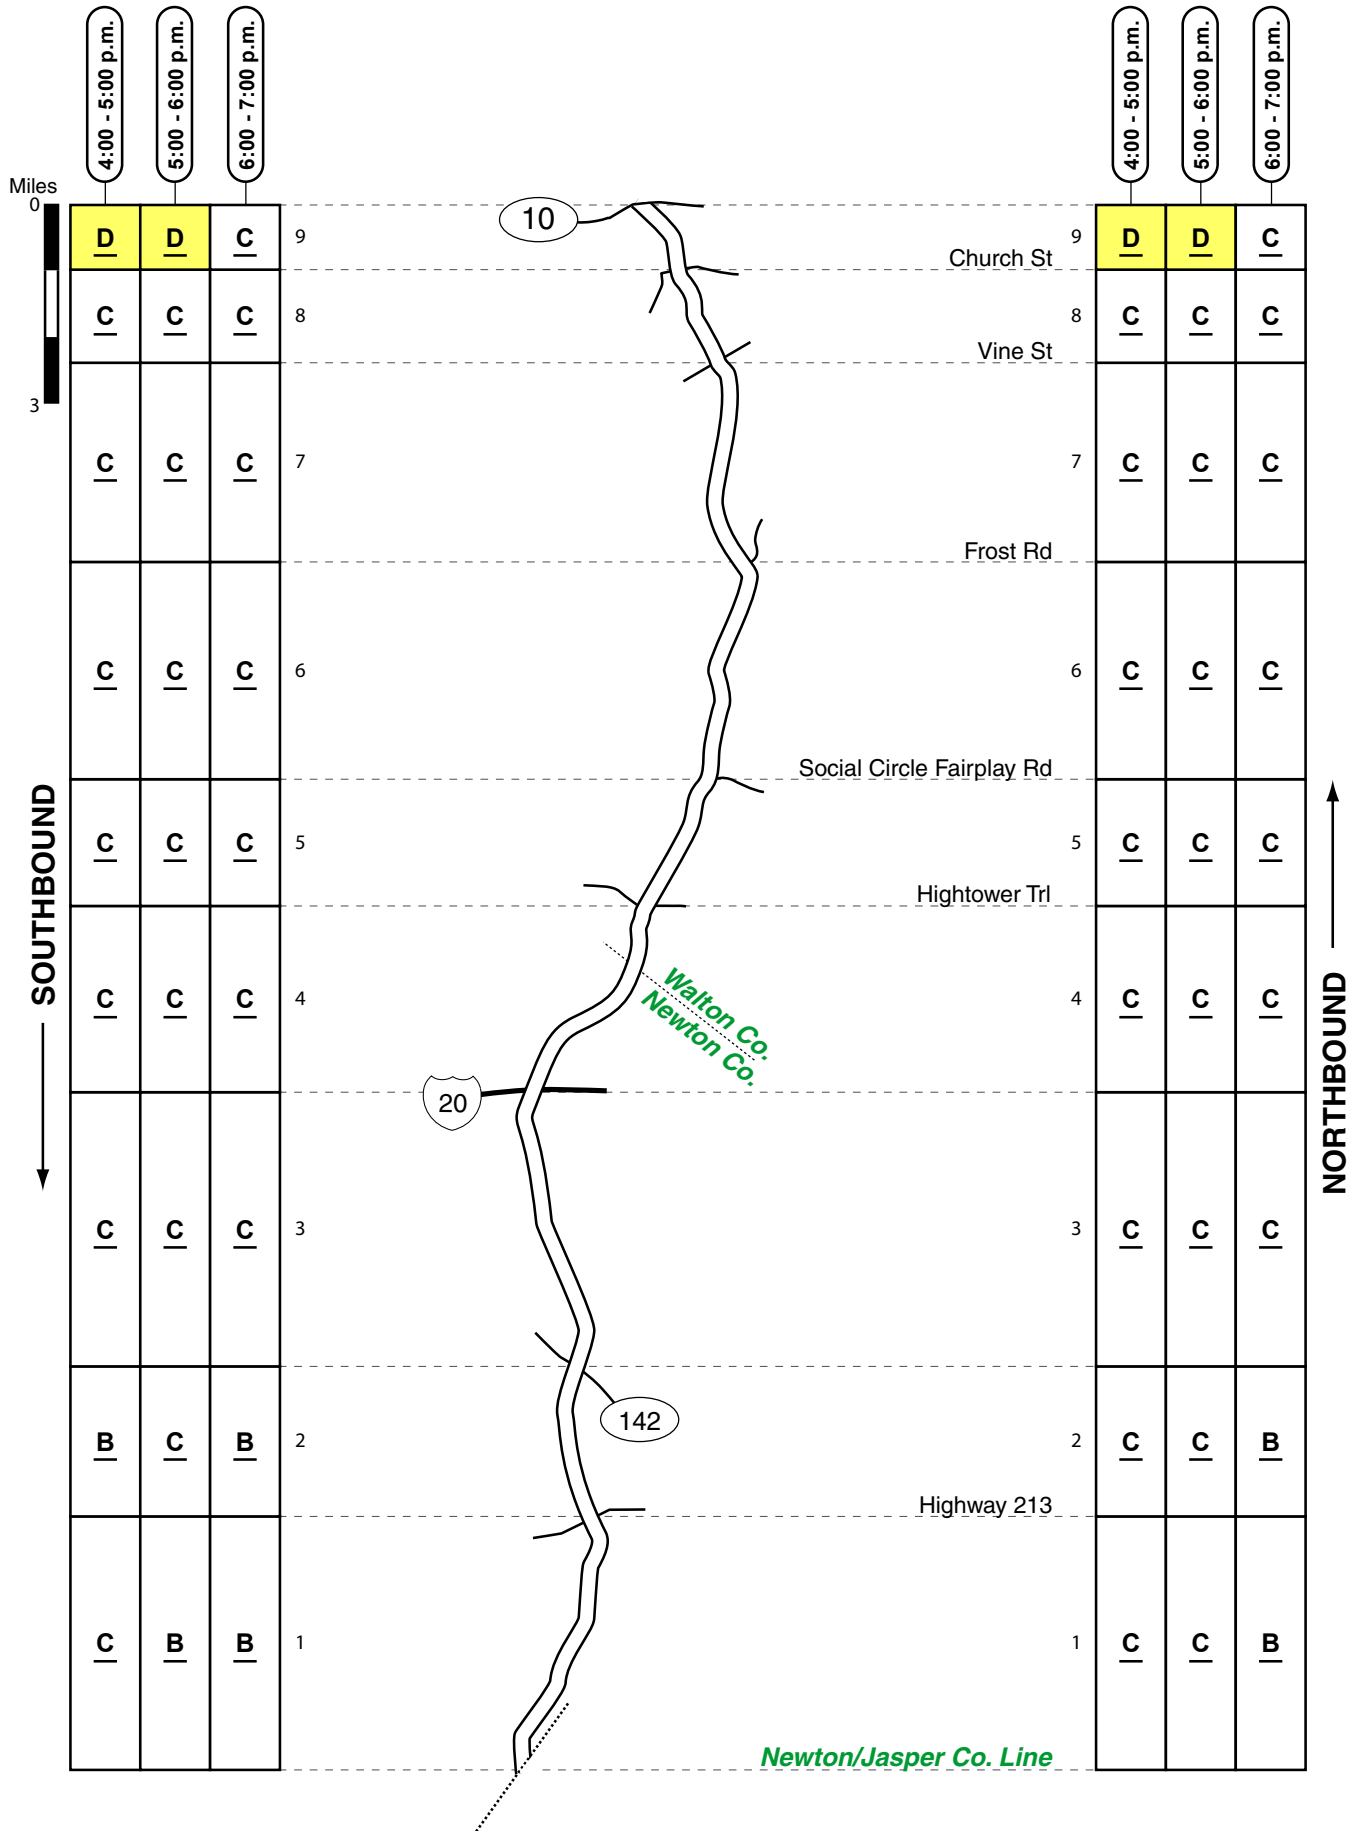 4:00 - 5:00 p.m.
5:00 - 6:00 p.m.
6:00 - 7:00 p.m.
4:00 - 5:00 p.m.
5:00 - 6:00 p.m.
6:00 - 7:00 p.m.
Miles
0
3
10
D D C 9
9 D D C
Church St
C C C 8
8 C C C
Vine St
C C C 7
7 C C C
Frost Rd
C C C 6
6 C C C
Social Circle Fairplay Rd
C C C 5
5 C C C
Hightower Trl
SOUTHBOUND
NORTHBOUND
C C C 4
4 C C C
Walton Co.
Newton Co.
20
C C C 3
3 C C C
142
B C B 2
2 C C B
Highway 213
C B B 1
1 C C B
Newton/Jasper Co. Line